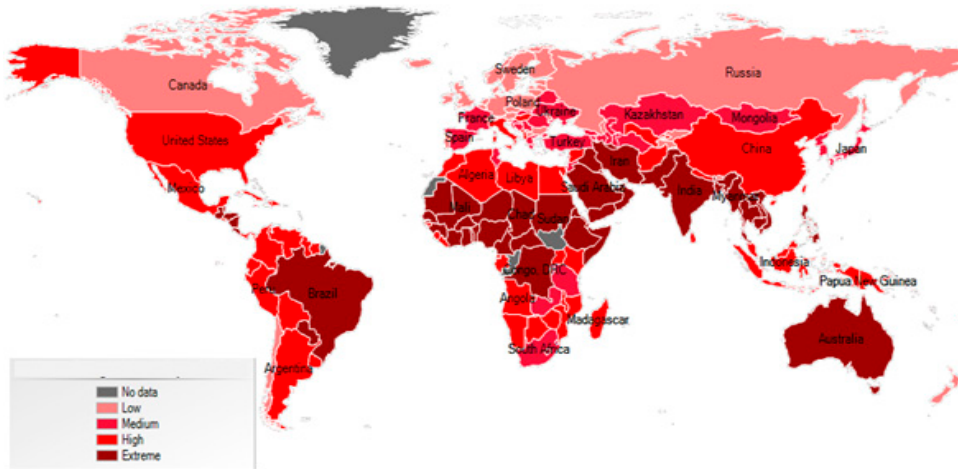 Sweden
Russia
Canada
Poland
Ukraine
France
Kazakhstan
Mongolia
Spain
Turkey
Japan
United States
China
Iran
Algeria
Libya
Mexico
Saudi Arabia
India
Myanmar
Mali
Chad
Sudan
Congo, DRC
Indonesia
Peru
Brazil
Papua New Guinea
Angola
Madagascar
Australia
South Africa
Argentina
No data
Low
Medium
High
Extreme